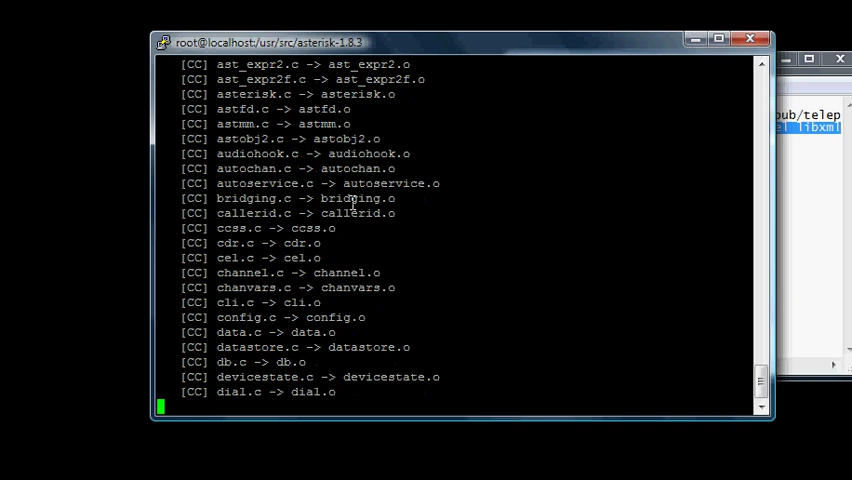 root@localhost:/usr/src/asterisk-1.8.3
[CC] ast_expr2.c -> ast_expr2.o
[CC] ast_expr2f.c -> ast_expr2f.o
[CC] asterisk.c -> asterisk.o
[CC] astfd.c -> astfd.o
[CC] astmm.c -> astmm.o
[CC] astobj2.c -> astobj2.o
[CC] audiohook.c -> audiohook.o
[CC] autochan.c -> autochan.o
[CC] autoservice.c -> autoservice.o
[CC] bridging.c -> bridging.o
[CC] callerid.c -> callerid.o
[CC] ccss.c -> ccss.o
[CC] cdr.c -> cdr.o
[CC] cel.c -> cel.o
[CC] channel.c -> channel.o
[CC] chanvars.c -> chanvars.o
[CC] cli.c -> cli.o
[CC] config.c -> config.o
[CC] data.c -> data.o
[CC] datastore.c -> datastore.o
[CC] db.c -> db.o
[CC] devicestate.c -> devicestate.o
[CC] dial.c -> dial.o
pub/telep
el libxml